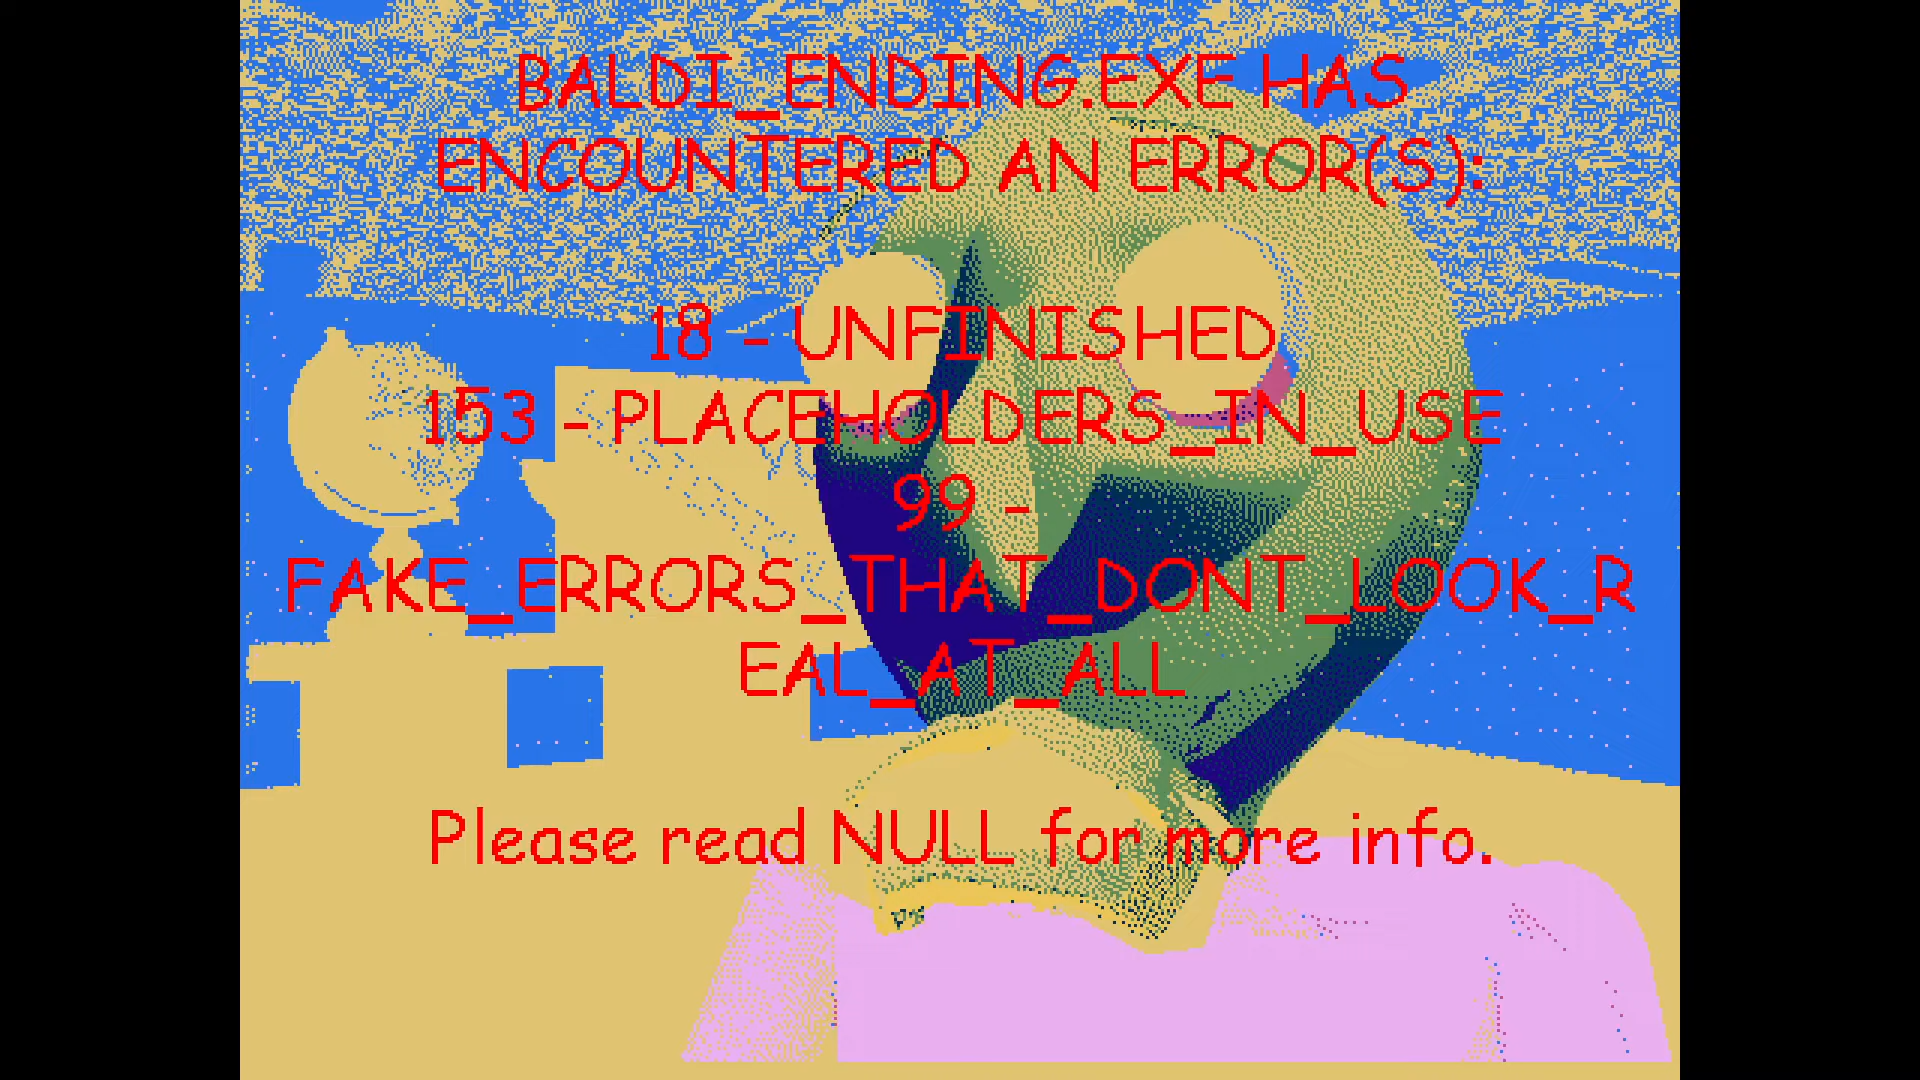 BALDI_ENDING.EXE HAS
ENCOUNTERED AN ERROR(S):
18 - UNFINISHED
153 - PLACEHOLDERS_IN_USE
99 -
FAKE_ERRORS_THAT_DONT_LOOK_R
EAL_AT_ALL
Please read NULL for more info.